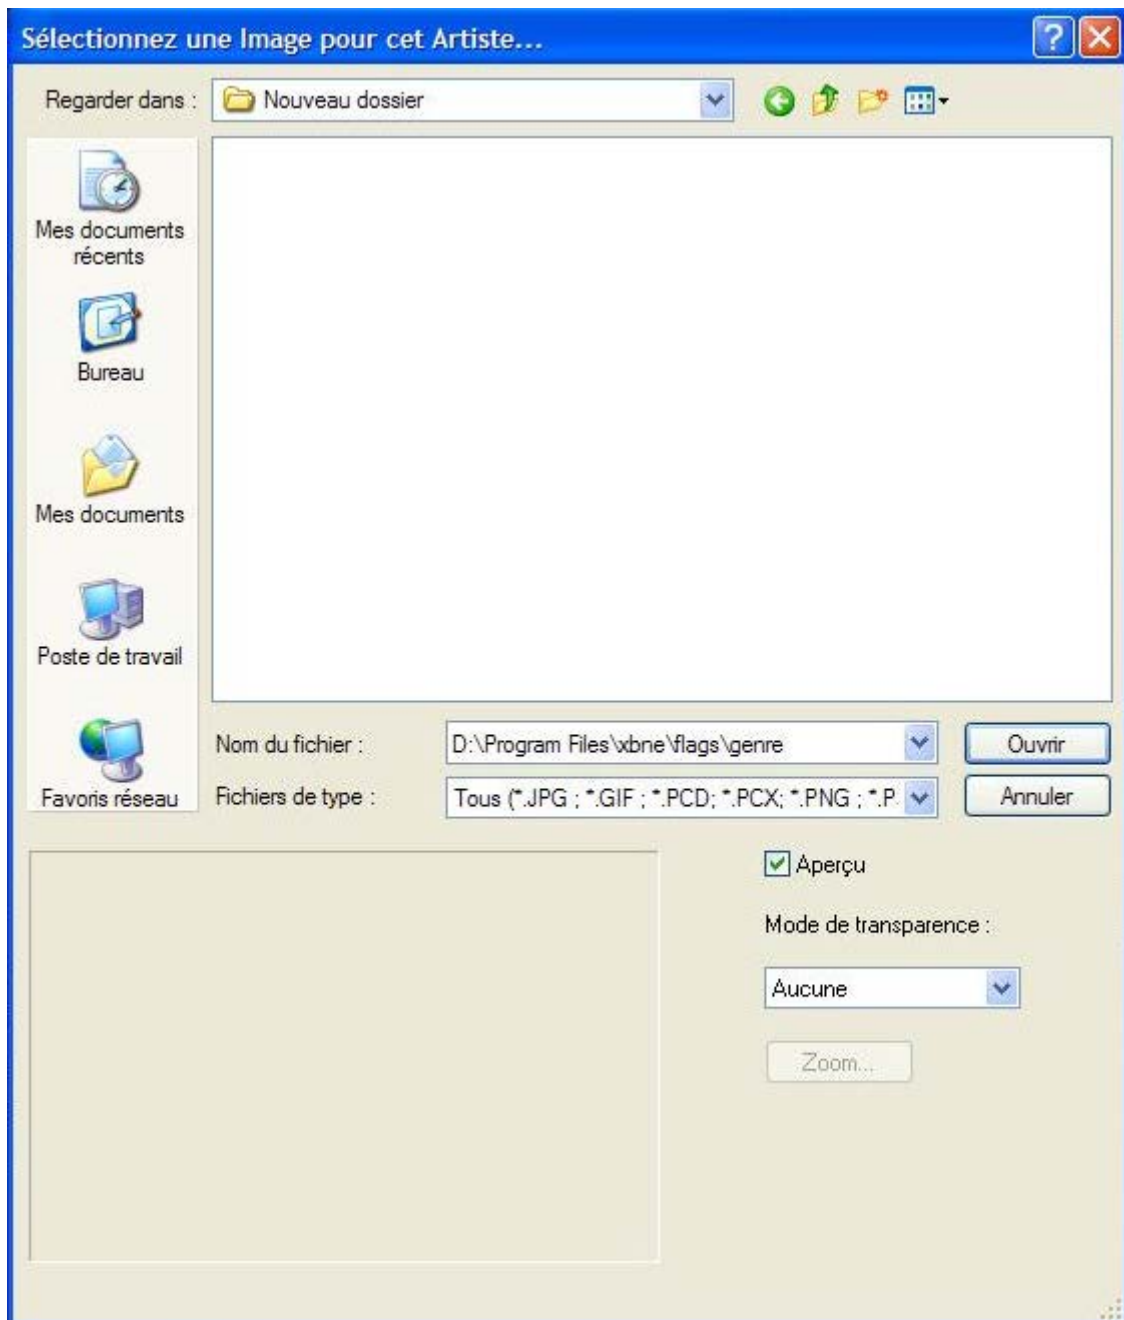 Sélectionnez une Image pour cet Artiste...
Regarder dans :
Nouveau dossier
Mes documents
récents
Bureau
Mes documents
Poste de travail
Favoris réseau
Nom du fichier :
D:\Program Files\xbne\flags\genre
Ouvrir
Fichiers de type :
Tous (*.JPG ; *.GIF ; *.PCD; *.PCX; *.PNG ; *.P
Annuler
Aperçu
Mode de transparence :
Aucune
Zoom...